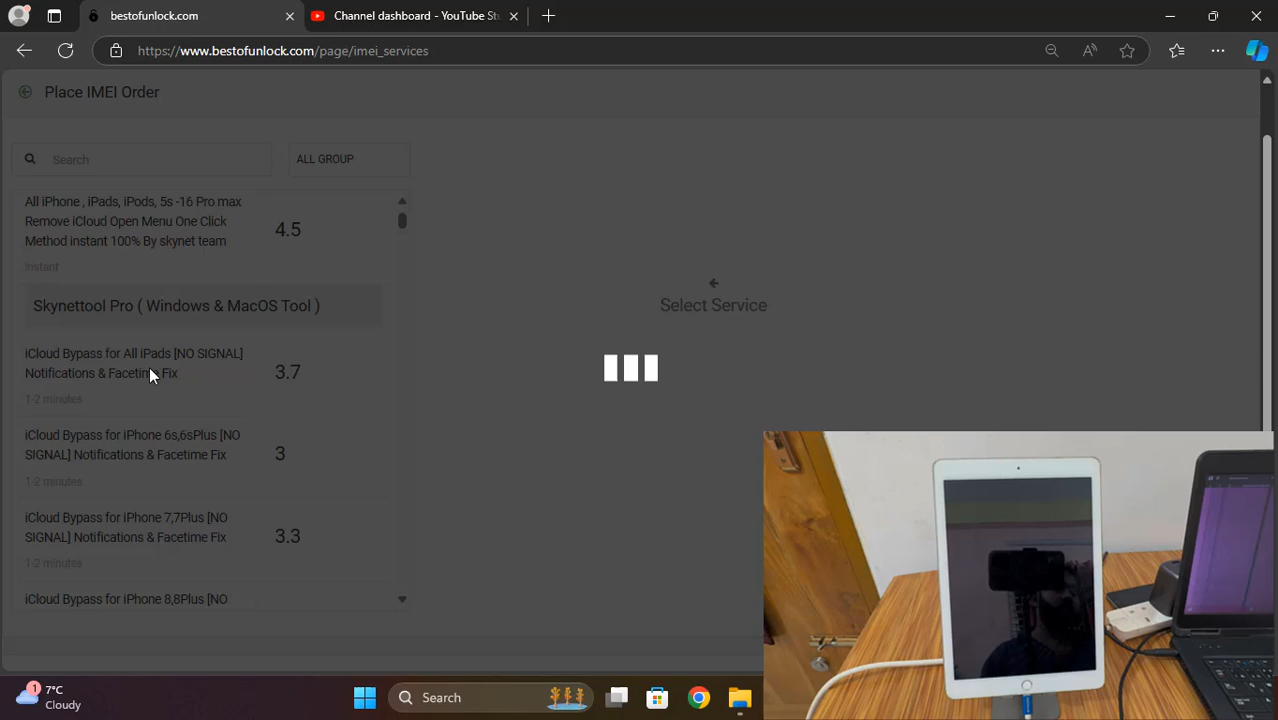 bestofunlock.com
Channel dashboard - YouTube St
https://www.bestofunlock.com/page/imei_services
Place IMEI Order
Search
ALL GROUP
All iPhone , iPads, iPods, 5s -16 Pro max
Remove iCloud Open Menu One Click
Method instant 100% By skynet team
4.5
Instant
Skynettool Pro ( Windows & MacOS Tool )
iCloud Bypass for All iPads [NO SIGNAL]
Notifications & Facetime Fix
3.7
1-2 minutes
iCloud Bypass for iPhone 6s,6sPlus [NO
SIGNAL] Notifications & Facetime Fix
3
1-2 minutes
iCloud Bypass for iPhone 7,7Plus [NO
SIGNAL] Notifications & Facetime Fix
3.3
1-2 minutes
iCloud Bypass for iPhone 8,8Plus [NO
Select Service
1
7°C
Cloudy
Search